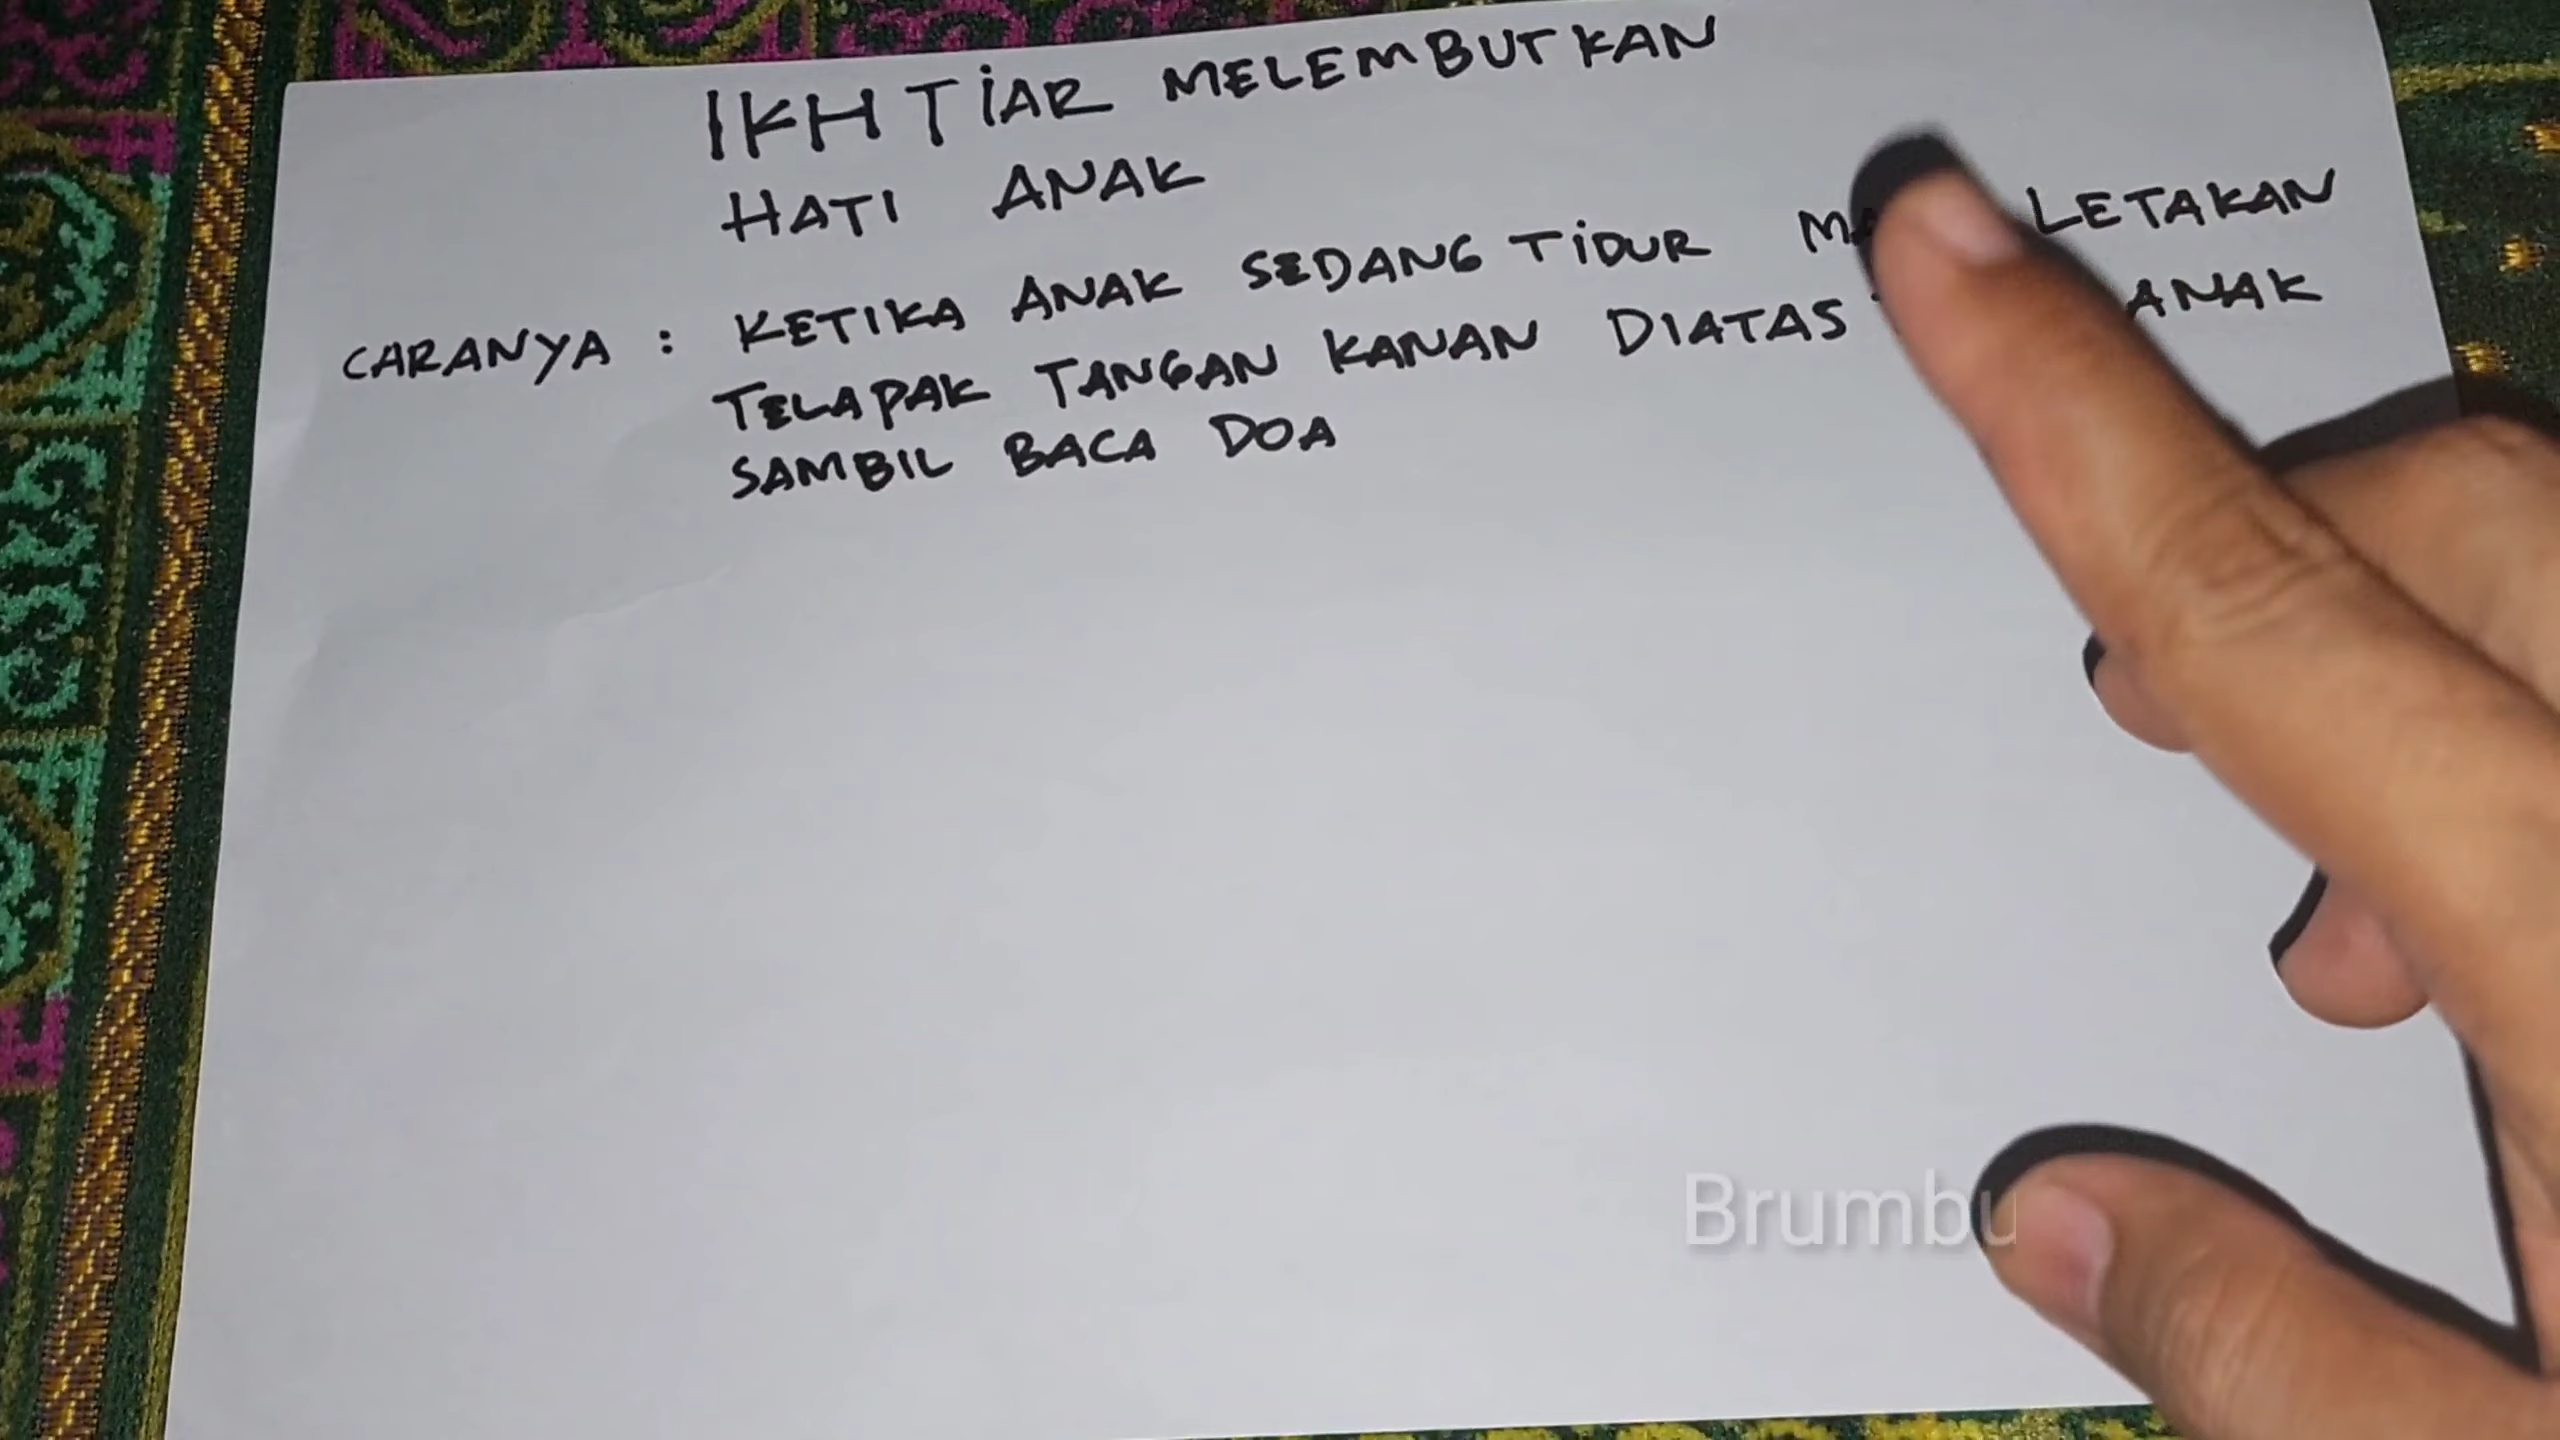 IKHTIAR MELEMBUTKAN
HATI ANAK
CARANYA : KETIKA ANAK SEDANG TIDUR LETAKAN
TELAPAK TANGAN KANAN DIATAS ANAK
SAMBIL BACA DOA